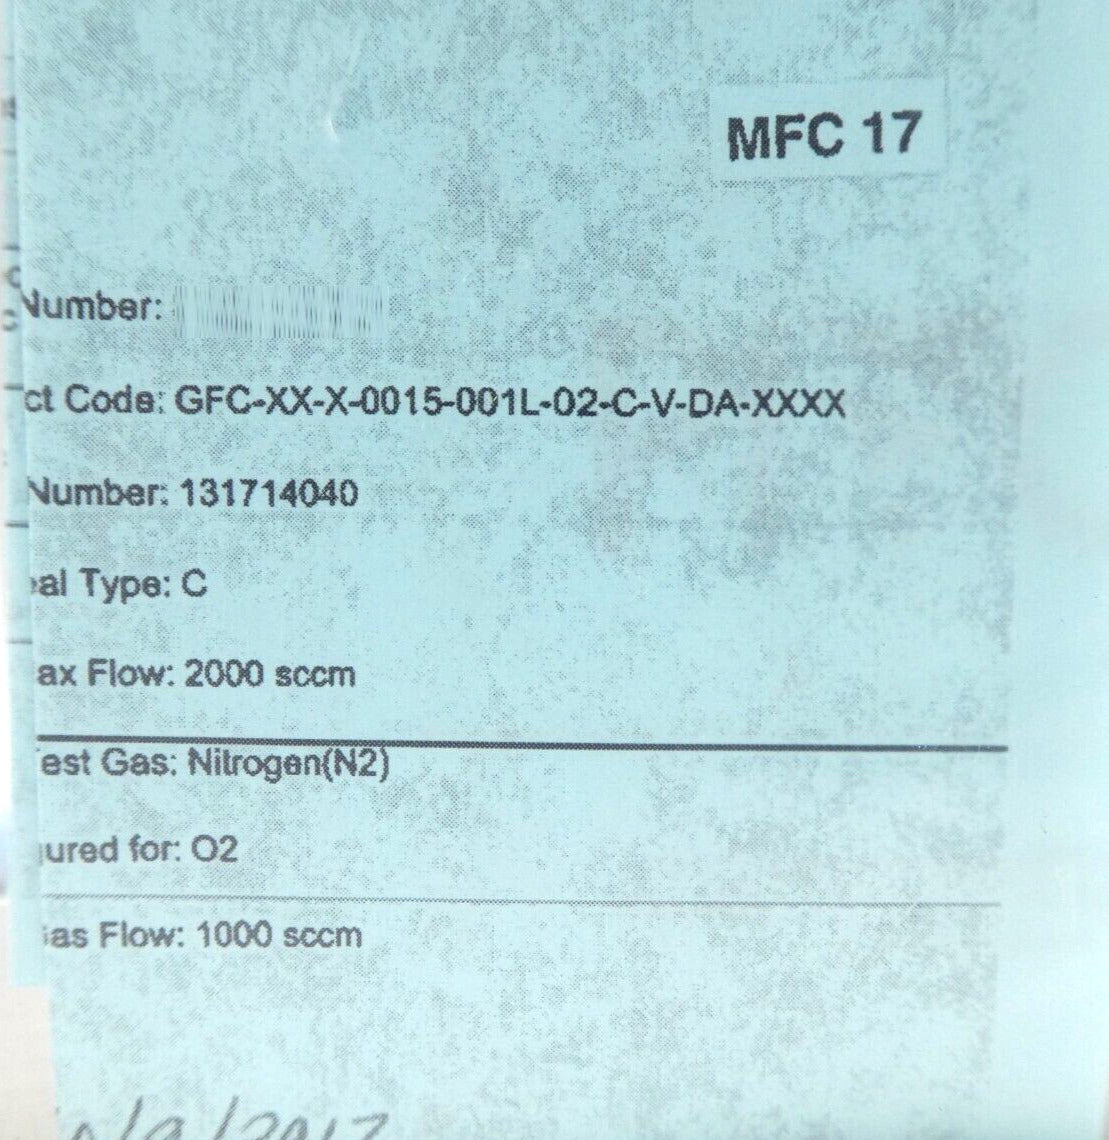 MFC 17
Number:
ct Code: GFC-XX-X-0015-001L-02-C-V-DA-XXXX
Number: 131714040
eal Type: C
ax Flow: 2000 sccm
est Gas: Nitrogen(N2)
ured for: O2
as Flow: 1000 sccm